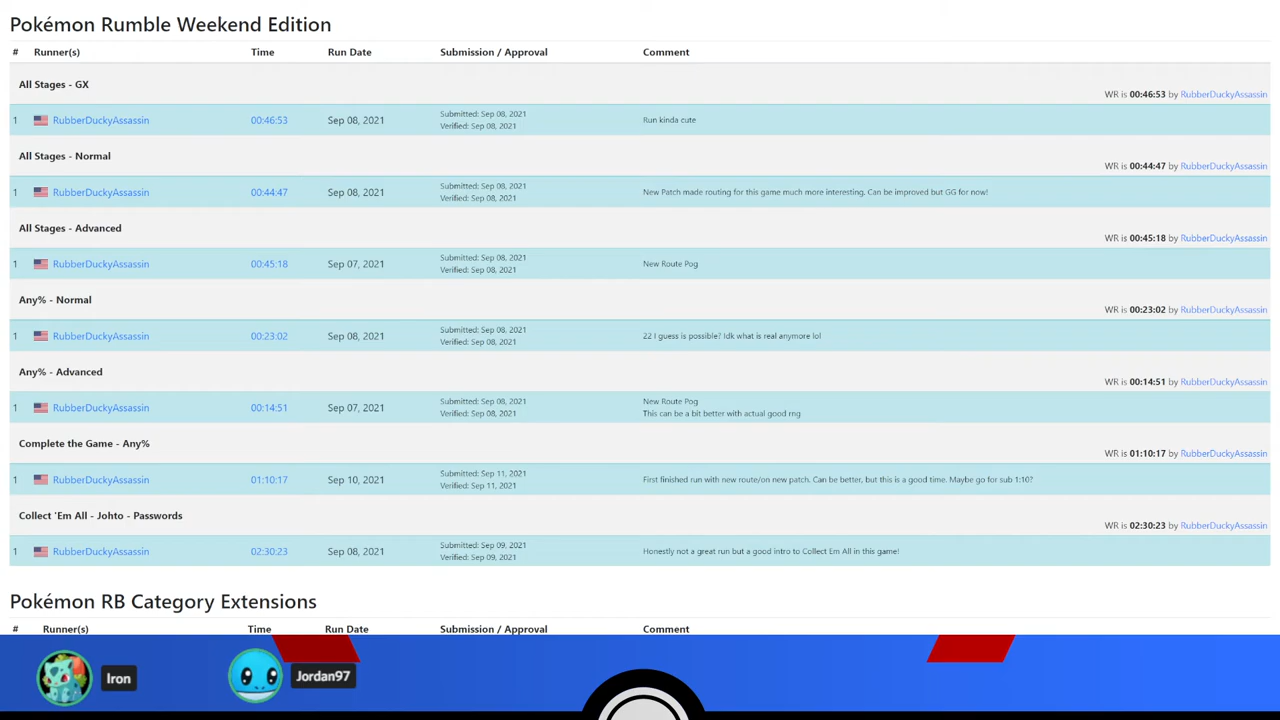 Pokémon Rumble Weekend Edition
# Runner(s) Time Run Date Submission / Approval Comment
All Stages - GX
WR is 00:46:53 by RubberDuckyAssassin
1 RubberDuckyAssassin 00:46:53 Sep 08, 2021 Submitted: Sep 08, 2021 Run kinda cute
Verified: Sep 08, 2021
All Stages - Normal
WR is 00:44:47 by RubberDuckyAssassin
1 RubberDuckyAssassin 00:44:47 Sep 08, 2021 Submitted: Sep 08, 2021 New Patch made routing for this game much more interesting. Can be improved but GG for now!
Verified: Sep 08, 2021
All Stages - Advanced
WR is 00:45:18 by RubberDuckyAssassin
1 RubberDuckyAssassin 00:45:18 Sep 07, 2021 Submitted: Sep 08, 2021 New Route Pog
Verified: Sep 08, 2021
Any% - Normal
WR is 00:23:02 by RubberDuckyAssassin
1 RubberDuckyAssassin 00:23:02 Sep 08, 2021 Submitted: Sep 08, 2021 22 I guess is possible? Idk what is real anymore lol
Verified: Sep 08, 2021
Any% - Advanced
WR is 00:14:51 by RubberDuckyAssassin
1 RubberDuckyAssassin 00:14:51 Sep 07, 2021 Submitted: Sep 08, 2021 New Route Pog
Verified: Sep 08, 2021 This can be a bit better with actual good rng
Complete the Game - Any%
WR is 01:10:17 by RubberDuckyAssassin
1 RubberDuckyAssassin 01:10:17 Sep 10, 2021 Submitted: Sep 11, 2021 First finished run with new route/on new patch. Can be better, but this is a good time. Maybe go for sub 1:10?
Verified: Sep 11, 2021
Collect 'Em All - Johto - Passwords
WR is 02:30:23 by RubberDuckyAssassin
1 RubberDuckyAssassin 02:30:23 Sep 08, 2021 Submitted: Sep 09, 2021 Honestly not a great run but a good intro to Collect Em All in this game!
Verified: Sep 09, 2021
Pokémon RB Category Extensions
# Runner(s) Time Run Date Submission / Approval Comment
Iron Jordan97